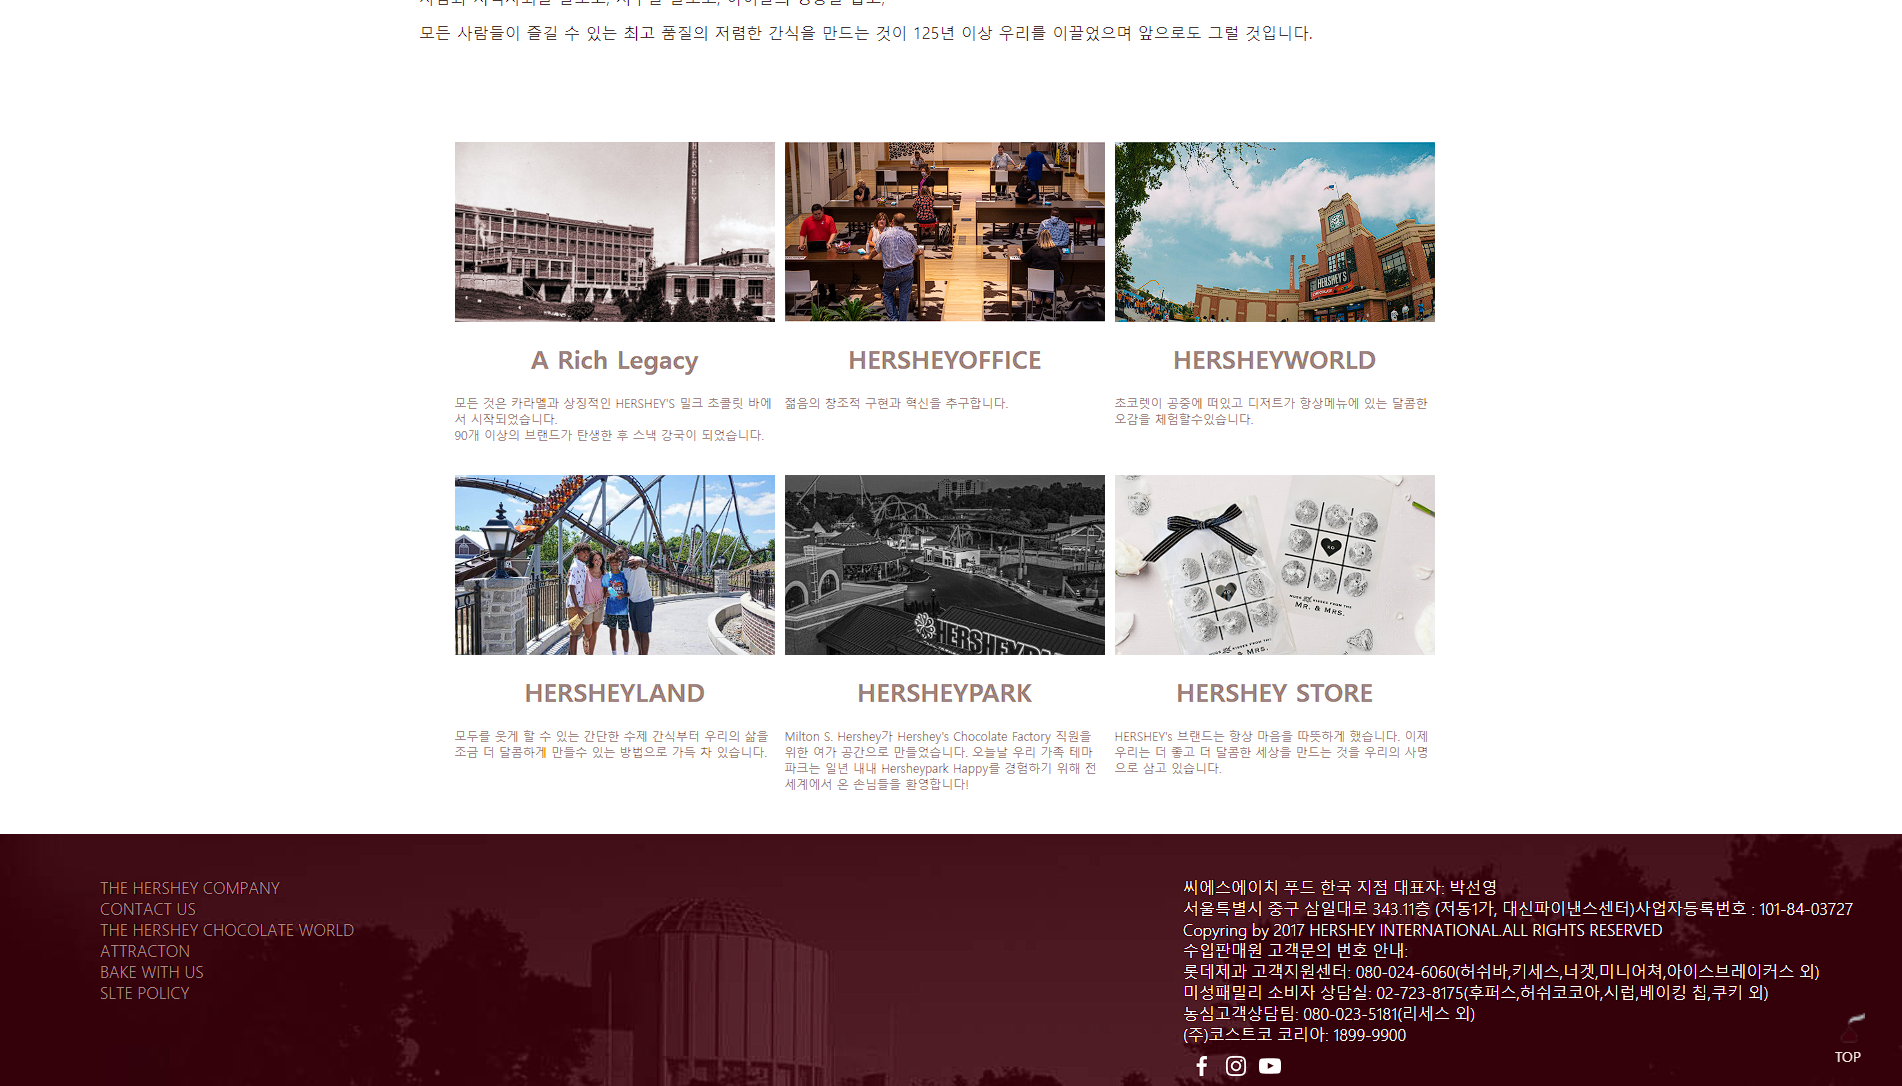 모든 사람들이 즐길 수 있는 최고 품질의 저렴한 간식을 만드는 것이 125년 이상 우리를 이끌었으며 앞으로도 그럴 것입니다.
HERSHEY
HERSHEY'S
A Rich Legacy
모든 것은 카라멜과 상징적인 HERSHEY'S 밀크 초콜릿 바에
서 시작되었습니다.
90개 이상의 브랜드가 탄생한 후 스낵 강국이 되었습니다.
HERSHEYOFFICE
젊음의 창조적 구현과 혁신을 추구합니다.
HERSHEYWORLD
초코렛이 공중에 떠있고 디저트가 항상메뉴에 있는 달콤한
오감을 체험할수있습니다.
HERSHEYPARK
MR. & MRS.
& MRS.
HERSHEYLAND
모두를 웃게 할 수 있는 간단한 수제 간식부터 우리의 삶을
조금 더 달콤하게 만들수 있는 방법으로 가득 차 있습니다.
HERSHEYPARK
Milton S. Hershey가 Hershey's Chocolate Factory 직원을
위한 여가 공간으로 만들었습니다. 오늘날 우리 가족 테마
파크는 일년 내내 Hersheypark Happy를 경험하기 위해 전
세계에서 온 손님들을 환영합니다!
HERSHEY STORE
HERSHEY's 브랜드는 항상 마음을 따뜻하게 했습니다. 이제
우리는 더 좋고 더 달콤한 세상을 만드는 것을 우리의 사명
으로 삼고 있습니다.
THE HERSHEY COMPANY
CONTACT US
THE HERSHEY CHOCOLATE WORLD
ATTRACTON
BAKE WITH US
SLTE POLICY
씨에스에이치 푸드 한국 지점 대표자: 박선영
서울특별시 중구 삼일대로 343.11층 (저동1가, 대신파이낸스센터)사업자등록번호 : 101-84-03727
Copyring by 2017 HERSHEY INTERNATIONAL.ALL RIGHTS RESERVED
수입판매원 고객문의 번호 안내:
롯데제과 고객지원센터: 080-024-6060(허쉬바,키세스,너겟,미니어쳐,아이스브레이커스 외)
미성패밀리 소비자 상담실: 02-723-8175(후퍼스,허쉬코코아,시럽,베이킹 칩,쿠키 외)
농심고객상담팀: 080-023-5181(리세스 외)
(주)코스트코 코리아: 1899-9900
TOP